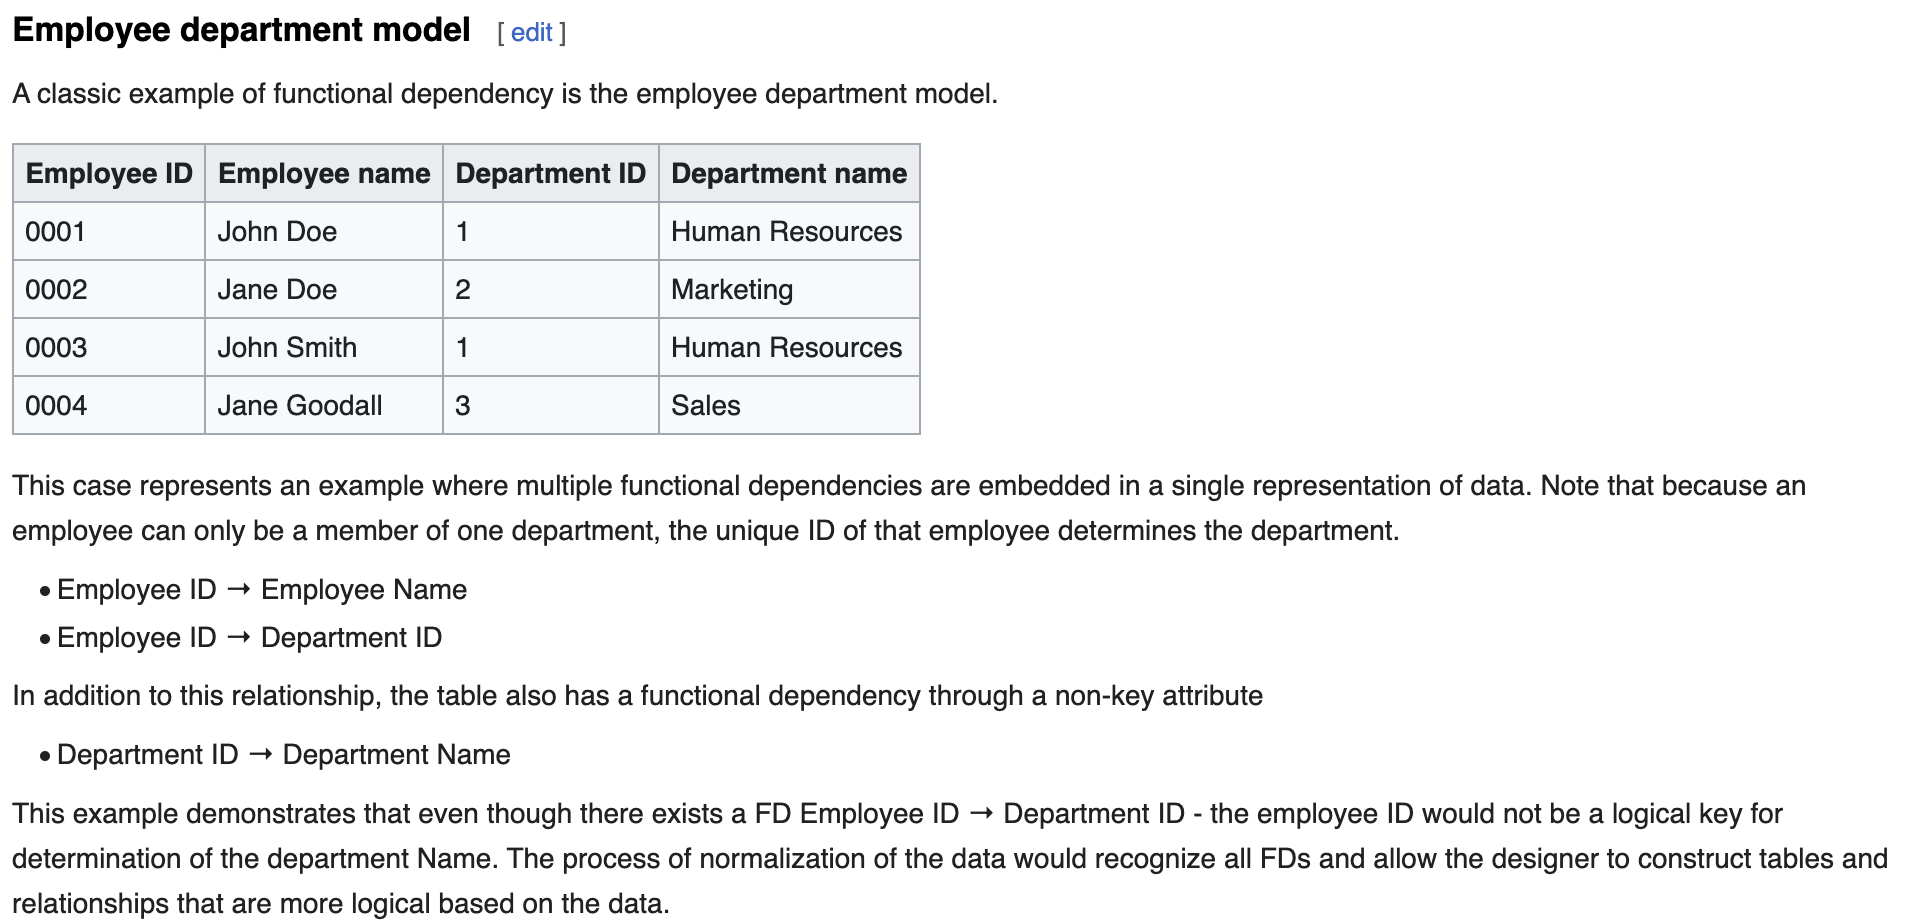 Employee department model [ edit ]
A classic example of functional dependency is the employee department model.
Employee ID Employee name Department ID Department name
0001 John Doe 1 Human Resources
0002 Jane Doe 2 Marketing
0003 John Smith 1 Human Resources
0004 Jane Goodall 3 Sales
This case represents an example where multiple functional dependencies are embedded in a single representation of data. Note that because an
employee can only be a member of one department, the unique ID of that employee determines the department.
• Employee ID → Employee Name
• Employee ID → Department ID
In addition to this relationship, the table also has a functional dependency through a non-key attribute
• Department ID → Department Name
This example demonstrates that even though there exists a FD Employee ID → Department ID - the employee ID would not be a logical key for
determination of the department Name. The process of normalization of the data would recognize all FDs and allow the designer to construct tables and
relationships that are more logical based on the data.